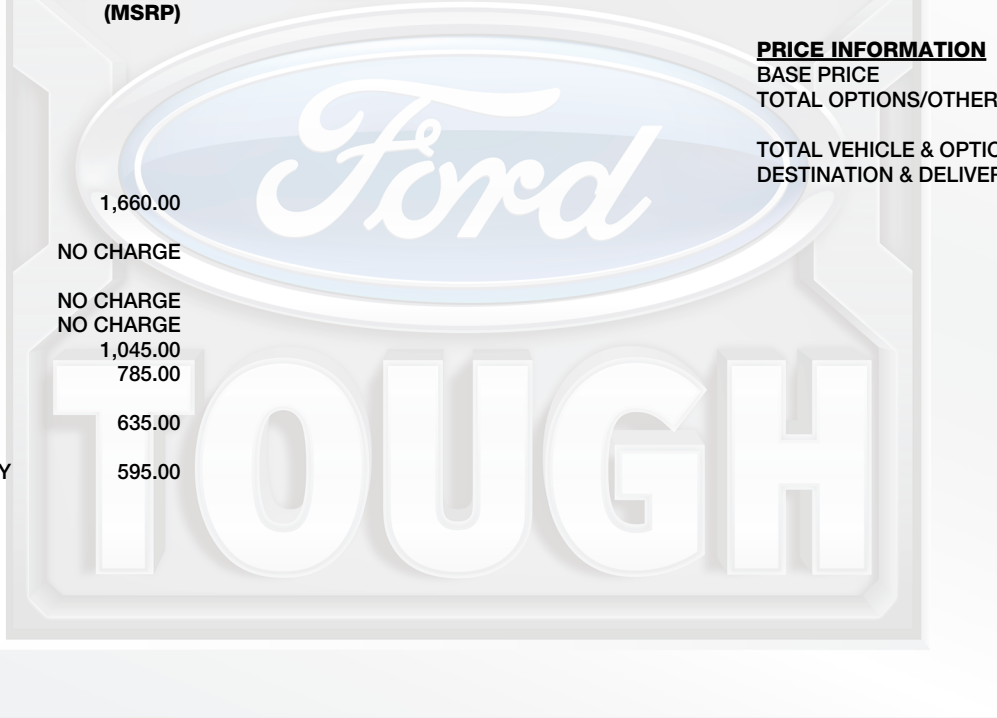 (MSRP)
1,660.00
NO CHARGE
NO CHARGE
NO CHARGE
1,045.00
785.00
635.00
Y 595.00
PRICE INFORMATION
BASE PRICE
TOTAL OPTIONS/OTHER
TOTAL VEHICLE & OPTIO
DESTINATION & DELIVER
Ford
TOUGH